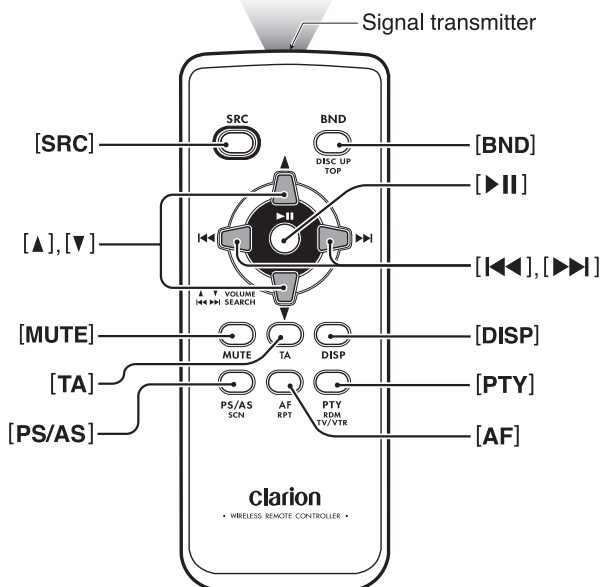 Signal transmitter
SRC
BND
[SRC]
[BND]
DISC UP
TOP
▲
[▶II]
▶II
[▲],[▼]
I◀◀
▶▶I
[I◀◀],[▶▶I]
▲ ▼ VOLUME
I◀◀ ▶▶I SEARCH
▼
[MUTE]
[DISP]
MUTE
TA
DISP
[TA]
[PTY]
PS/AS
SCN
AF
RPT
PTY
RDM
TV/VTR
[PS/AS]
[AF]
clarion
• WIRELESS REMOTE CONTROLLER •